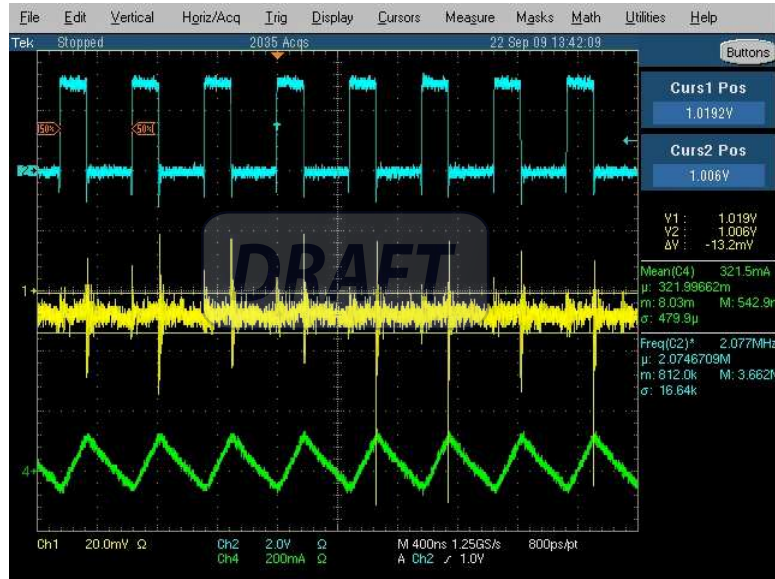 File Edit Vertical Horiz/Acq Trig Display Cursors Measure Masks Math Utilities Help
Tek Stopped 2035 Acqs 22 Sep 09 13:42:09
Buttons
Curs1 Pos
1.0192V
Curs2 Pos
1.006V
50%
50%
V1 : 1.019V
V2 : 1.006V
ΔV : -13.2mV
DRAFT
1
Mean(C4) 321.5mA
µ: 321.99662m
m: 8.03m M: 542.9m
σ: 479.9µ
Freq(C2)* 2.077MHz
µ: 2.0746709M
m: 812.0k M: 3.662M
σ: 16.64k
4
Ch1 20.0mV Ω Ch2 2.0V Ω M 400ns 1.25GS/s 800ps/pt
Ch4 200mA Ω A Ch2 1.0V